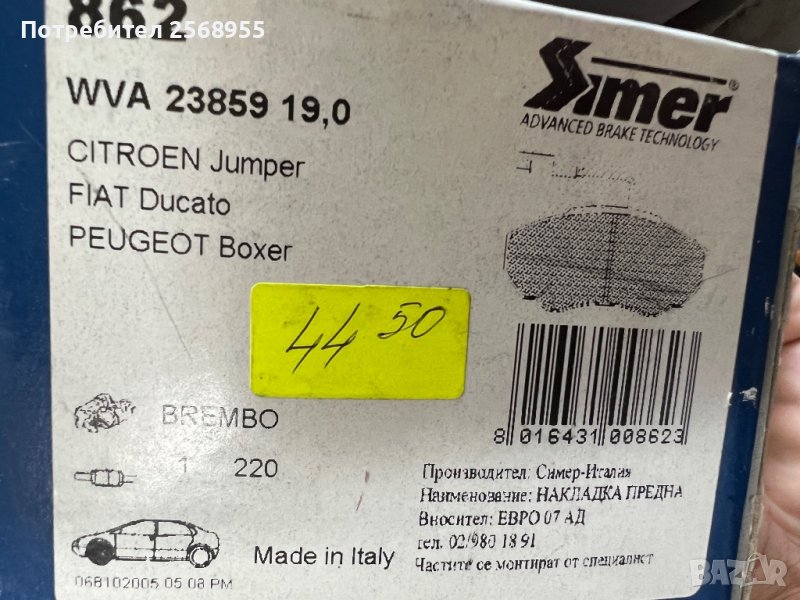 Потребител 2568955
862
WVA 23859 19,0
CITROEN Jumper
FIAT Ducato
PEUGEOT Boxer
Simer®
ADVANCED BRAKE TECHNOLOGY
44 50
BREMBO
1 220
8 016431 008623
Производител: Симер-Италия
Наименование: НАКЛАДКА ПРЕДНА
Вносител: ЕВРО 07 АД
тел. 02/980 18 91
Частите се монтират от специалист
Made in Italy
068102005 05 08 PM
BAZAR